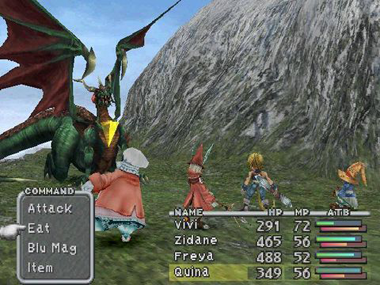 COMMAND
Attack
Eat
Blu Mag
Item
NAME HP MP ATB
Vivi 291 72
Zidane 465 56
Freya 488 52
Quina 349 56